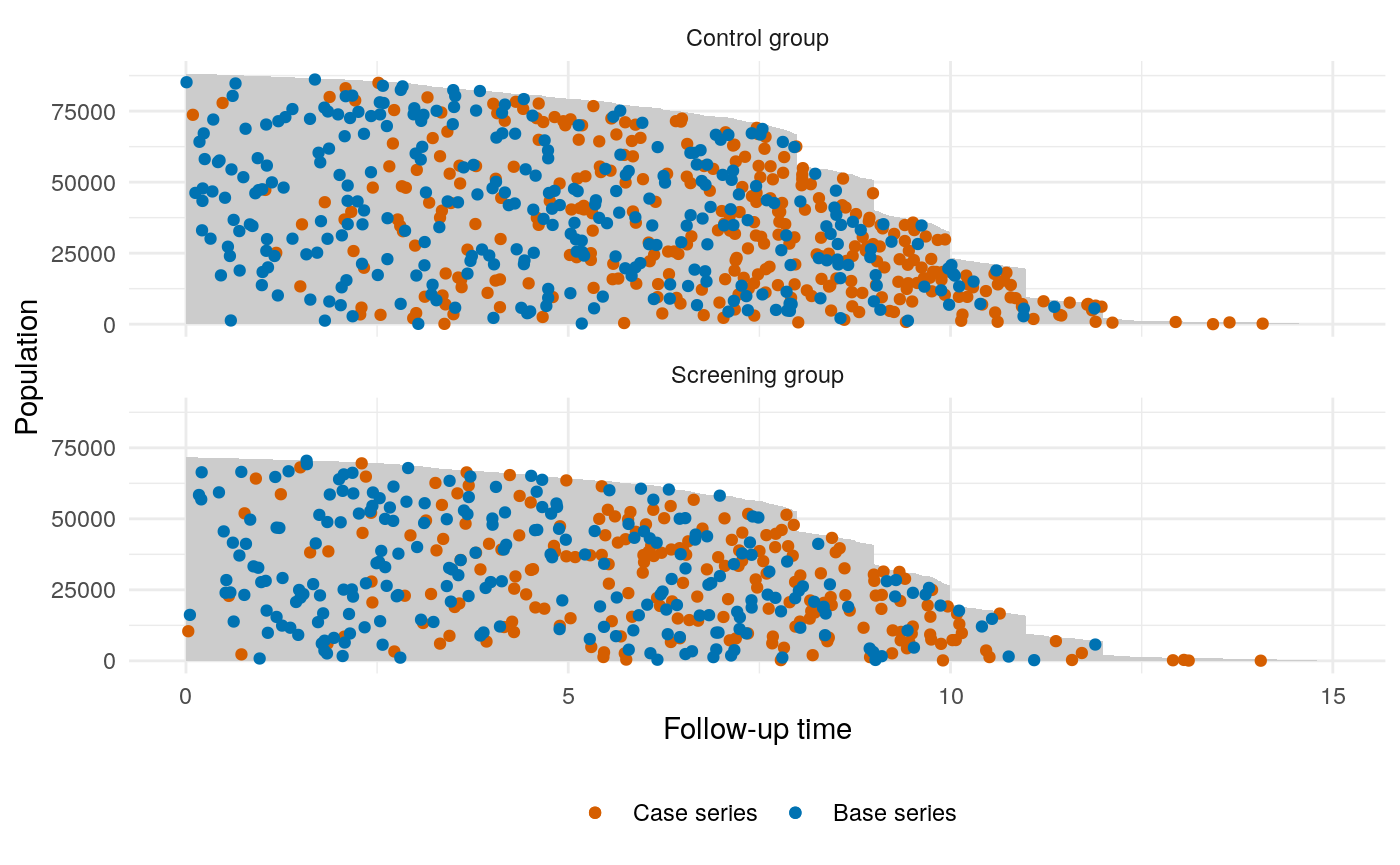 Control group
75000
50000
25000
0
Population
Screening group
75000
50000
25000
0
0 5 10 15
Follow-up time
Case series Base series